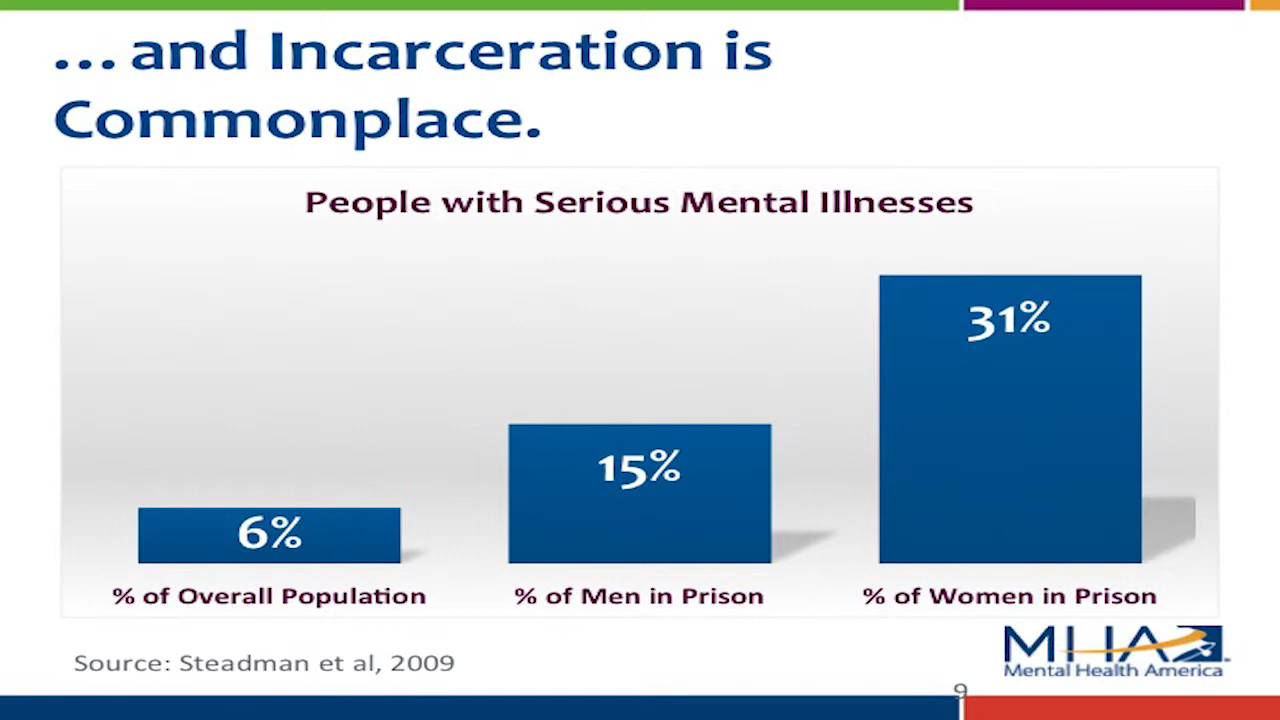 ... and Incarceration is
Commonplace.
People with Serious Mental Illnesses
31%
15%
6%
% of Overall Population
% of Men in Prison
% of Women in Prison
Source: Steadman et al, 2009
MHA
Mental Health America
9